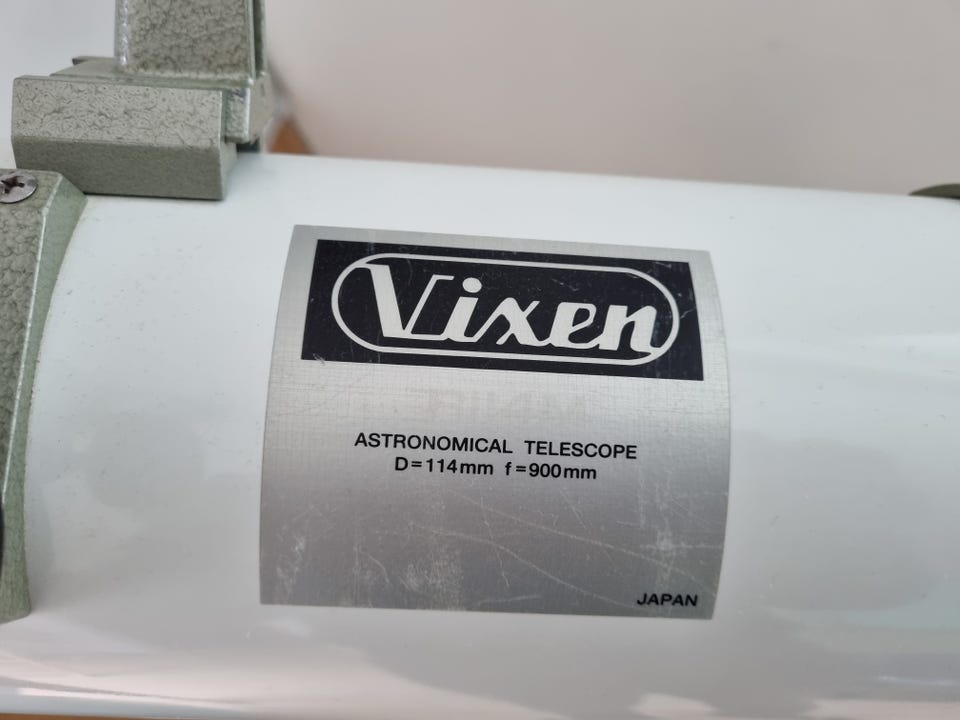 Vixen
ASTRONOMICAL TELESCOPE
D=114mm f=900mm
JAPAN